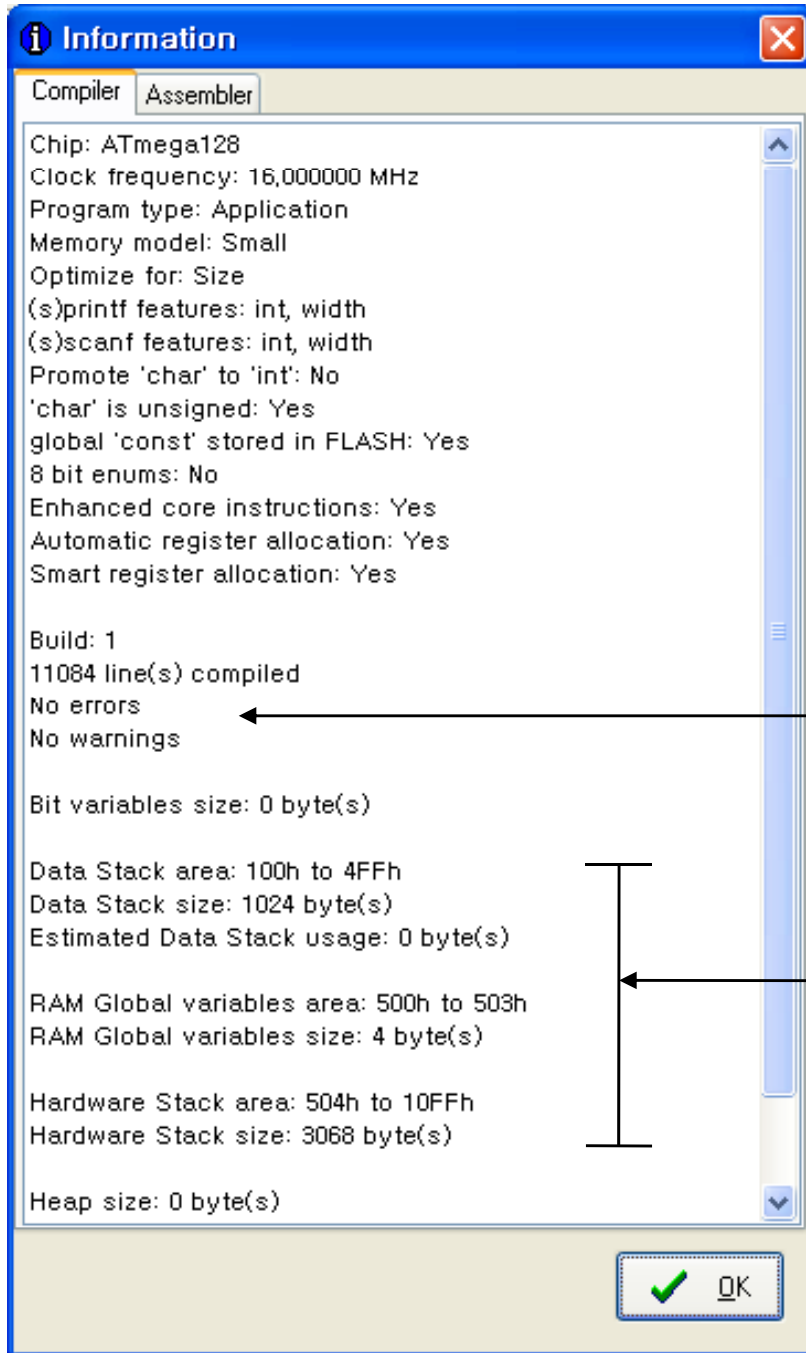 Information
Compiler
Assembler
Chip: ATmega128
Clock frequency: 16,000000 MHz
Program type: Application
Memory model: Small
Optimize for: Size
(s)printf features: int, width
(s)scanf features: int, width
Promote 'char' to 'int': No
'char' is unsigned: Yes
global 'const' stored in FLASH: Yes
8 bit enums: No
Enhanced core instructions: Yes
Automatic register allocation: Yes
Smart register allocation: Yes
Build: 1
11084 line(s) compiled
No errors
No warnings
Bit variables size: 0 byte(s)
Data Stack area: 100h to 4FFh
Data Stack size: 1024 byte(s)
Estimated Data Stack usage: 0 byte(s)
RAM Global variables area: 500h to 503h
RAM Global variables size: 4 byte(s)
Hardware Stack area: 504h to 10FFh
Hardware Stack size: 3068 byte(s)
Heap size: 0 byte(s)
OK